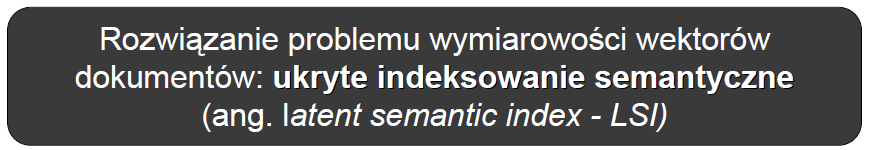 Rozwiązanie problemu wymiarowości wektorów
dokumentów: ukryte indeksowanie semantyczne
(ang. latent semantic index - LSI)